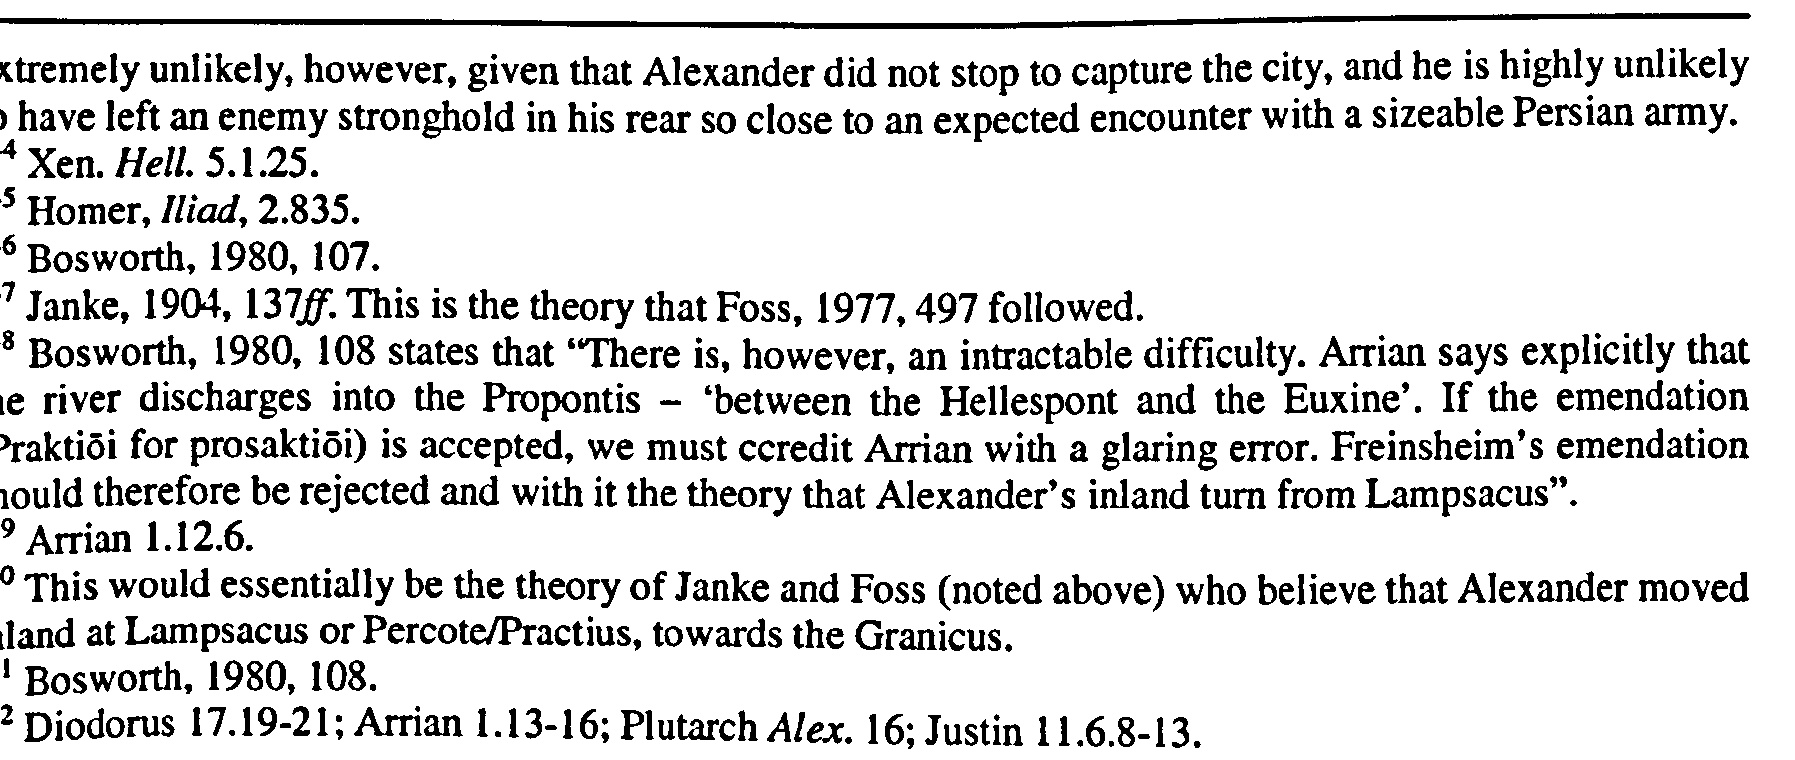 xtremely unlikely, however, given that Alexander did not stop to capture the city, and he is highly unlikely
o have left an enemy stronghold in his rear so close to an expected encounter with a sizeable Persian army.
4 Xen. Hell. 5.1.25.
5 Homer, Iliad, 2.835.
6 Bosworth, 1980, 107.
7 Janke, 1904, 137ff. This is the theory that Foss, 1977, 497 followed.
8 Bosworth, 1980, 108 states that “There is, however, an intractable difficulty. Arrian says explicitly that
e river discharges into the Propontis – ‘between the Hellespont and the Euxine’. If the emendation
Praktiōi for prosaktiōi) is accepted, we must ccredit Arrian with a glaring error. Freinsheim’s emendation
hould therefore be rejected and with it the theory that Alexander’s inland turn from Lampsacus”.
9 Arrian 1.12.6.
0 This would essentially be the theory of Janke and Foss (noted above) who believe that Alexander moved
land at Lampsacus or Percote/Practius, towards the Granicus.
1 Bosworth, 1980, 108.
2 Diodorus 17.19-21; Arrian 1.13-16; Plutarch Alex. 16; Justin 11.6.8-13.